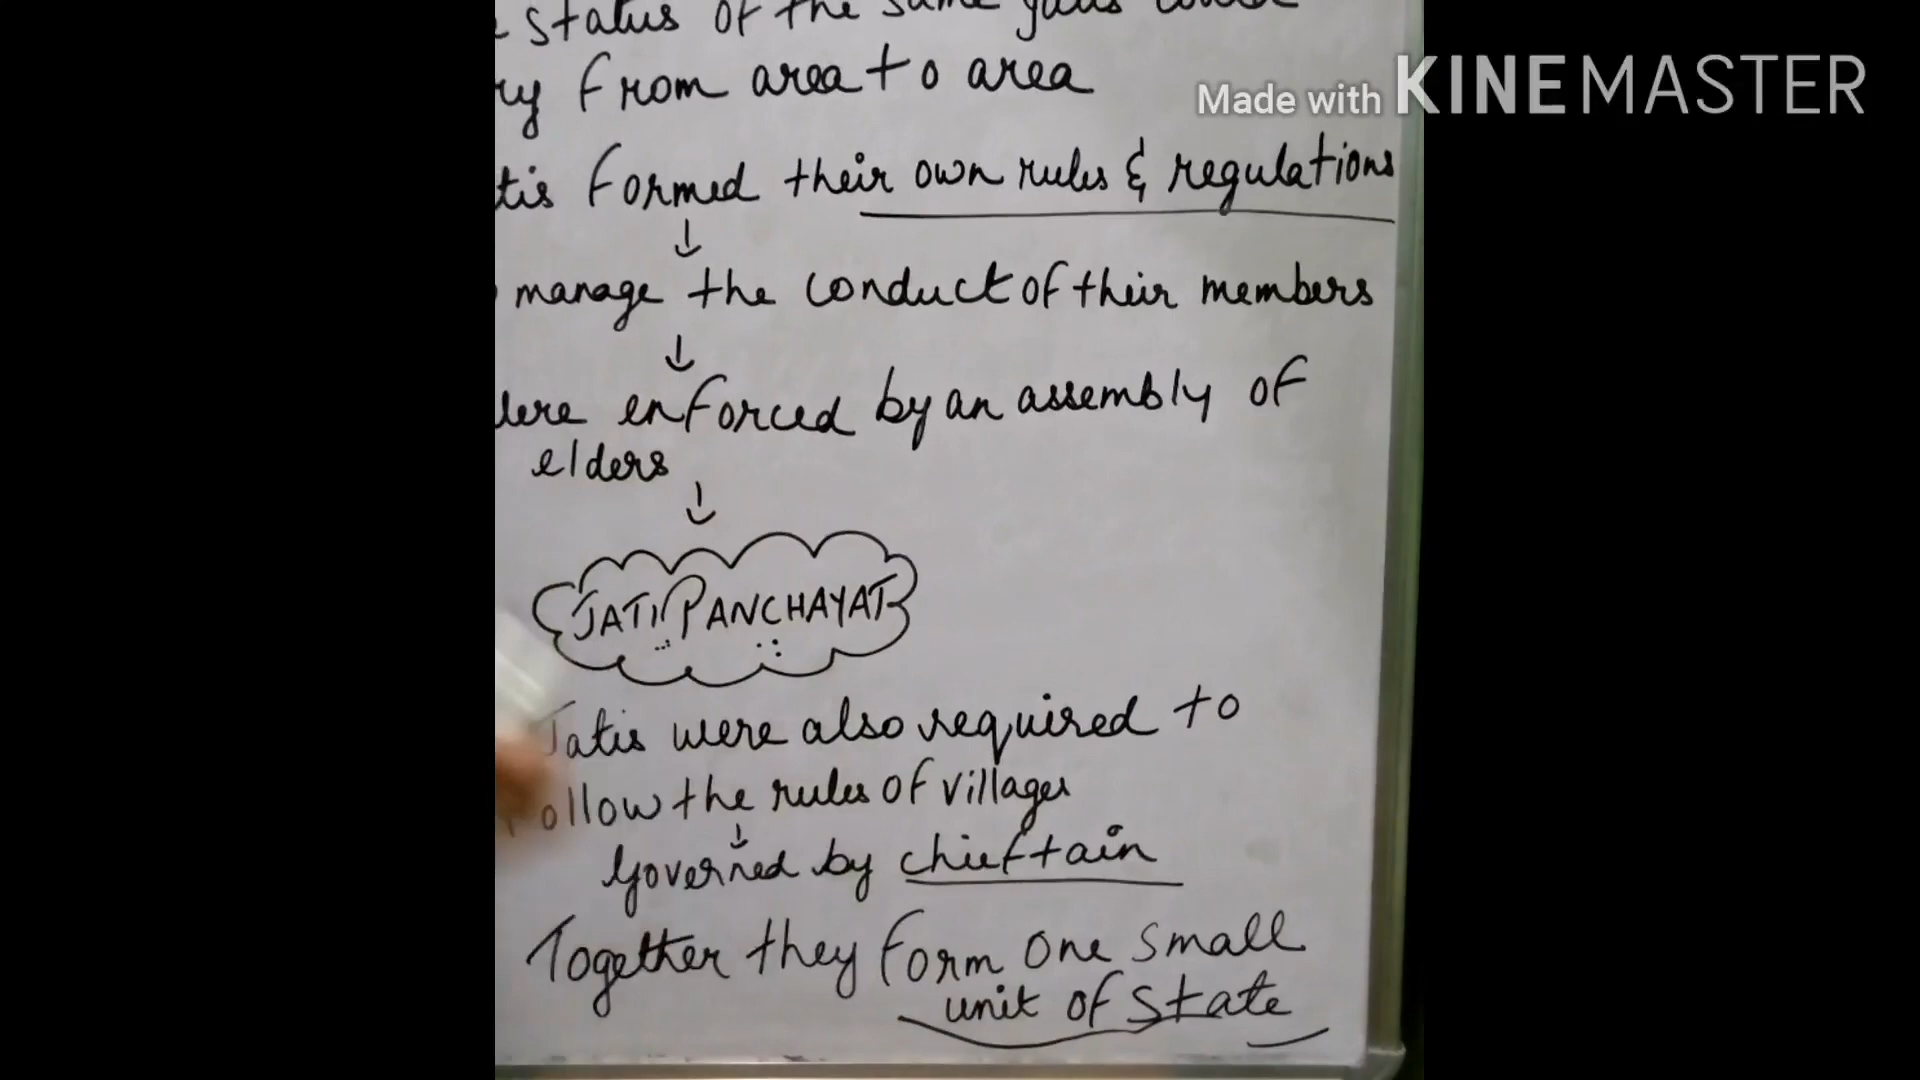 status of the same jatis could
ry from area to area
Made with KINEMASTER
tis formed their own rules & regulations
↓
manage the conduct of their members
↓
were enforced by an assembly of
elders
↓
JATI PANCHAYAT
Jatis were also required to
follow the rules of villages
↓
Governed by chieftain
Together they form one small
unit of state